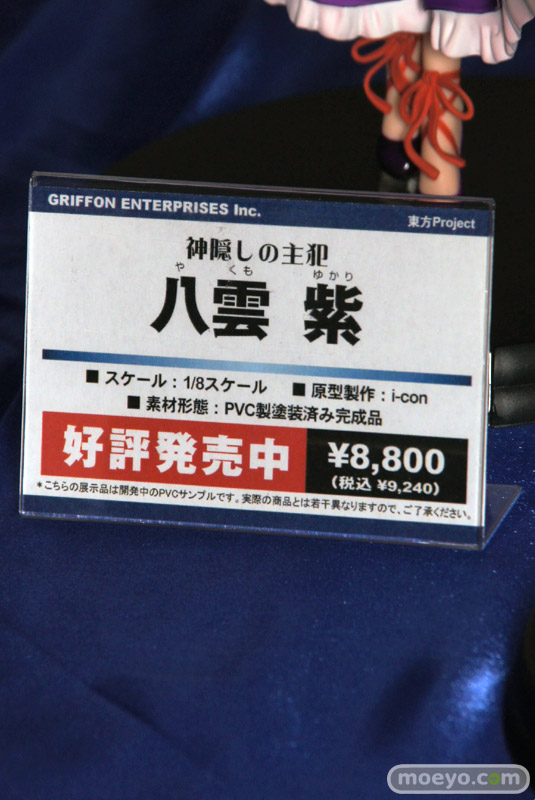 GRIFFON ENTERPRISES Inc.
東方Project
神隠しの主犯
や くも ゆかり
八雲 紫
■ スケール：1/8スケール ■ 原型製作：i-con
■ 素材形態：PVC製塗装済み完成品
好評発売中 ¥8,800
（税込 ¥9,240）
＊こちらの展示品は開発中のPVCサンプルです。実際の商品とは若干異なりますので、ご了承ください。
moeyo.com